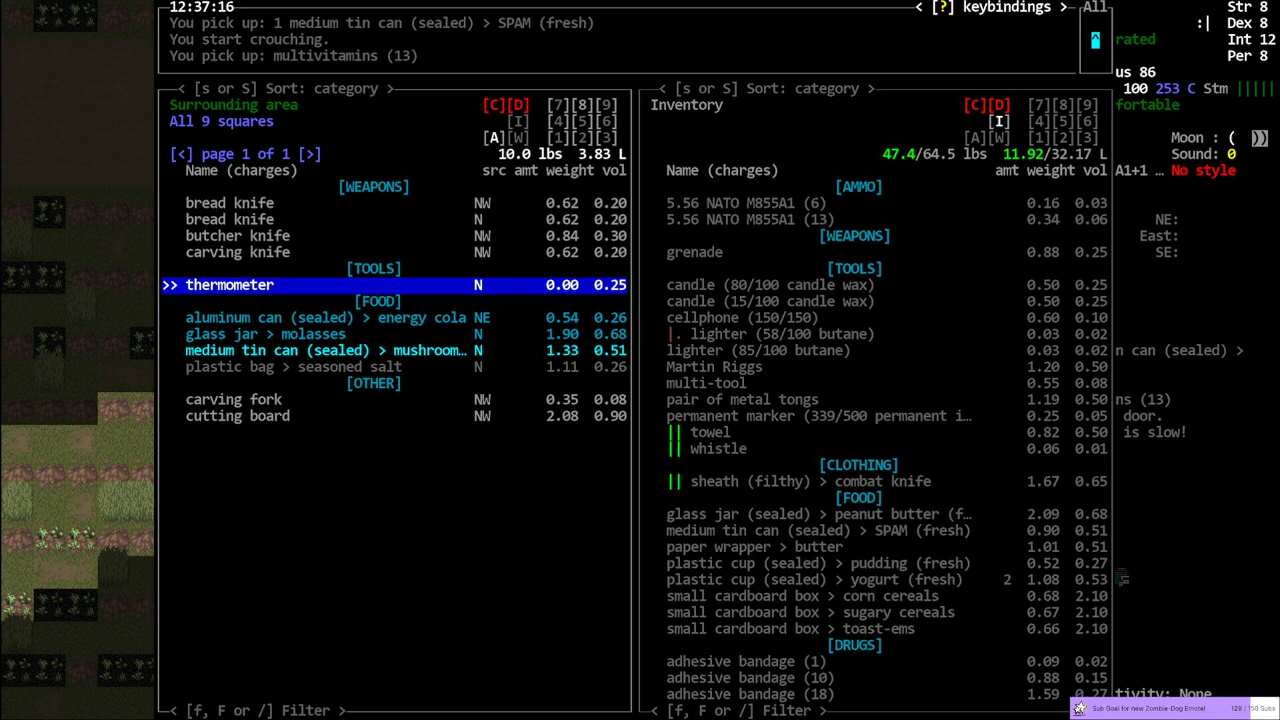 12:37:16
< [?] keybindings >
You pick up: 1 medium tin can (sealed) > SPAM (fresh)
You start crouching.
You pick up: multivitamins (13)
All
^
Str 8
:| Dex 8
rated Int 12
Per 8
us 86
100 253 C Stm |||||
fortable
Moon : ( ))
Sound: 0
A1+1 … No style
NE:
East:
SE:
n can (sealed) >
ns (13)
door.
is slow!
tivity: None
< [s or S] Sort: category >
Surrounding area [C][D] [7][8][9]
All 9 squares [I] [4][5][6]
[A][W] [1][2][3]
[<] page 1 of 1 [>] 10.0 lbs 3.83 L
Name (charges) src amt weight vol
[WEAPONS]
bread knife NW 0.62 0.20
bread knife N 0.62 0.20
butcher knife NW 0.84 0.30
carving knife NW 0.62 0.20
[TOOLS]
>> thermometer N 0.00 0.25
[FOOD]
aluminum can (sealed) > energy cola NE 0.54 0.26
glass jar > molasses N 1.90 0.68
medium tin can (sealed) > mushroom… N 1.33 0.51
plastic bag > seasoned salt N 1.11 0.26
[OTHER]
carving fork NW 0.35 0.08
cutting board NW 2.08 0.90
< [f, F or /] Filter >
< [s or S] Sort: category >
Inventory [C][D] [7][8][9]
[I] [4][5][6]
[A][W] [1][2][3]
47.4/64.5 lbs 11.92/32.17 L
Name (charges) amt weight vol
[AMMO]
5.56 NATO M855A1 (6) 0.16 0.03
5.56 NATO M855A1 (13) 0.34 0.06
[WEAPONS]
grenade 0.88 0.25
[TOOLS]
candle (80/100 candle wax) 0.50 0.25
candle (15/100 candle wax) 0.50 0.25
cellphone (150/150) 0.60 0.10
|. lighter (58/100 butane) 0.03 0.02
lighter (85/100 butane) 0.03 0.02
Martin Riggs 1.20 0.50
multi-tool 0.55 0.08
pair of metal tongs 1.19 0.50
permanent marker (339/500 permanent i… 0.25 0.05
|| towel 0.82 0.50
|| whistle 0.06 0.01
[CLOTHING]
|| sheath (filthy) > combat knife 1.67 0.65
[FOOD]
glass jar (sealed) > peanut butter (f… 2.09 0.68
medium tin can (sealed) > SPAM (fresh) 0.90 0.51
paper wrapper > butter 1.01 0.51
plastic cup (sealed) > pudding (fresh) 0.52 0.27
plastic cup (sealed) > yogurt (fresh) 2 1.08 0.53
small cardboard box > corn cereals 0.68 2.10
small cardboard box > sugary cereals 0.67 2.10
small cardboard box > toast-ems 0.66 2.10
[DRUGS]
adhesive bandage (1) 0.09 0.02
adhesive bandage (10) 0.88 0.15
adhesive bandage (18) 1.59 0.27
< [f, F or /] Filter >
Sub Goal for new Zombie-Dog Emote! 128 / 150 Subs